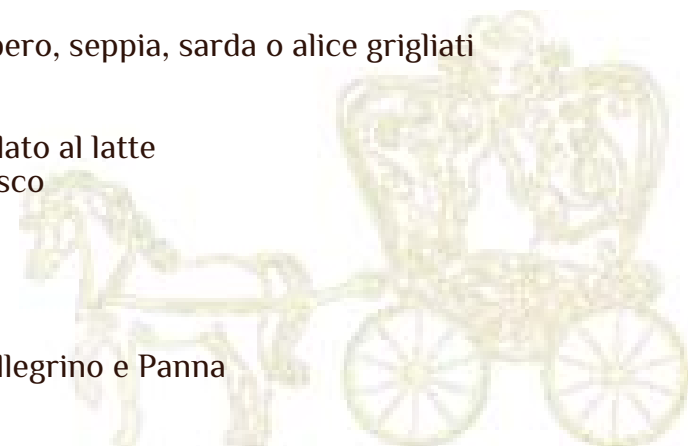 pero, seppia, sarda o alice grigliati
lato al latte
sco
llegrino e Panna